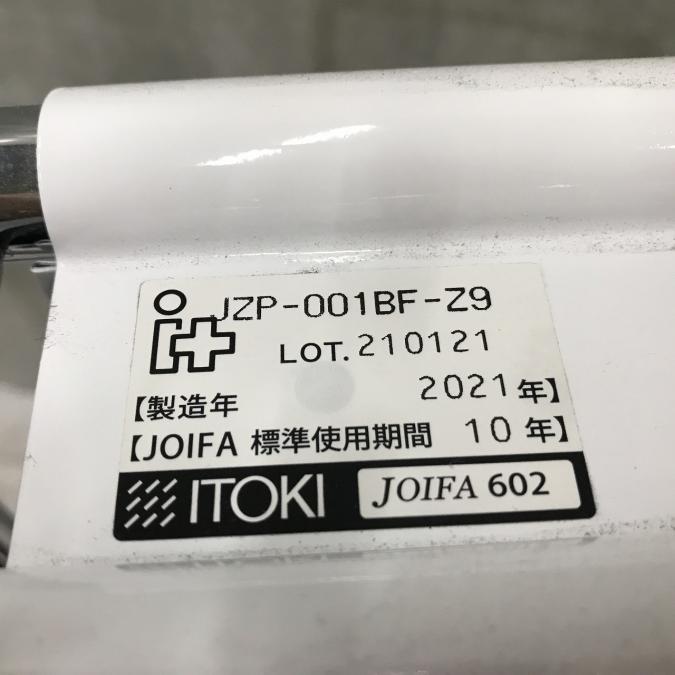 JZP-001BF-Z9
LOT. 210121
【製造年 2021年】
【JOIFA 標準使用期間 10年】
ITOKI JOIFA 602